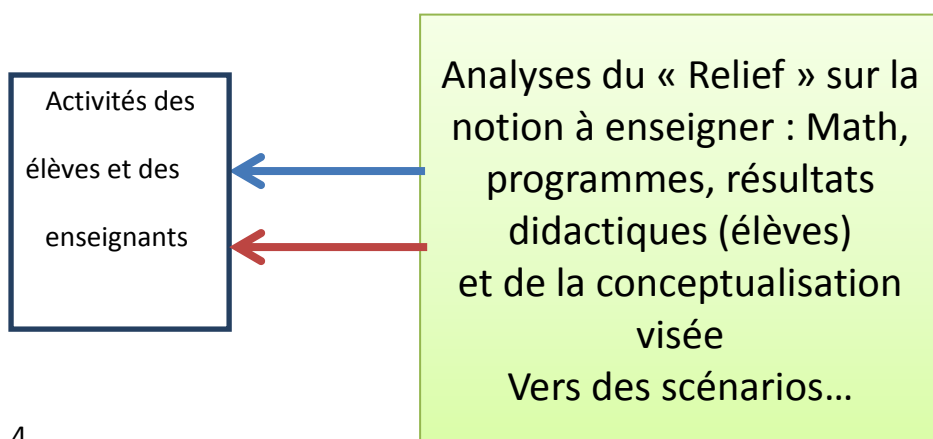 Activités des
élèves et des
enseignants
Analyses du « Relief » sur la
notion à enseigner : Math,
programmes, résultats
didactiques (élèves)
et de la conceptualisation
visée
Vers des scénarios…
4